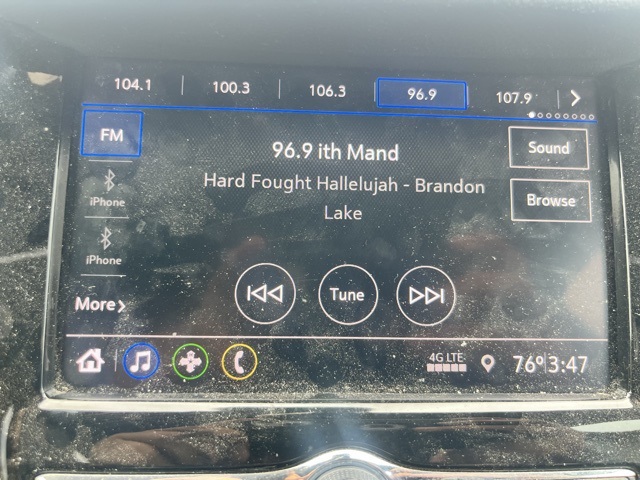 104.1 100.3 106.3 96.9 107.9
FM
96.9 ith Mand
Hard Fought Hallelujah - Brandon
Lake
Sound
Browse
iPhone
iPhone
More
Tune
4G LTE
76° 3:47